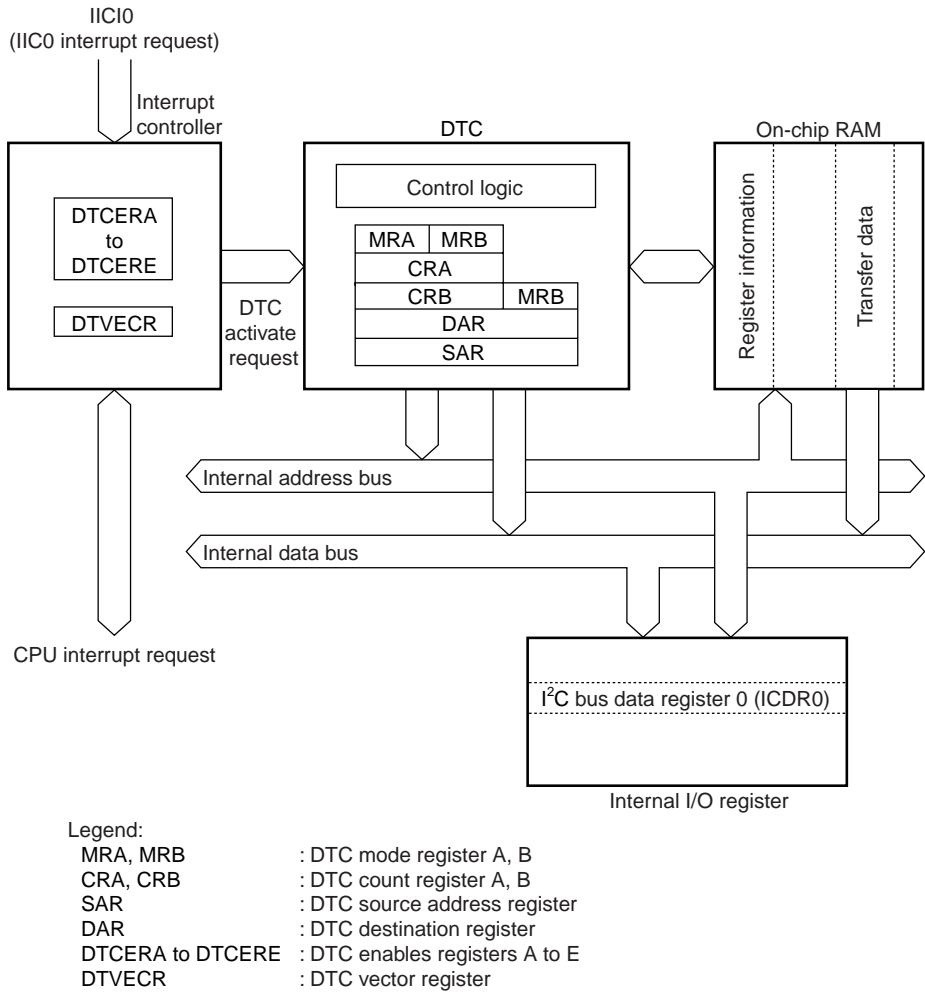 IICI0
(IIC0 interrupt request)
Interrupt
controller
DTC
On-chip RAM
Control logic
DTCERA
to
DTCERE
DTVECR
MRA MRB
CRA
CRB MRB
DAR
SAR
DTC
activate
request
Register information
Transfer data
Internal address bus
Internal data bus
CPU interrupt request
I²C bus data register 0 (ICDR0)
Internal I/O register
Legend:
MRA, MRB : DTC mode register A, B
CRA, CRB : DTC count register A, B
SAR : DTC source address register
DAR : DTC destination register
DTCERA to DTCERE : DTC enables registers A to E
DTVECR : DTC vector register